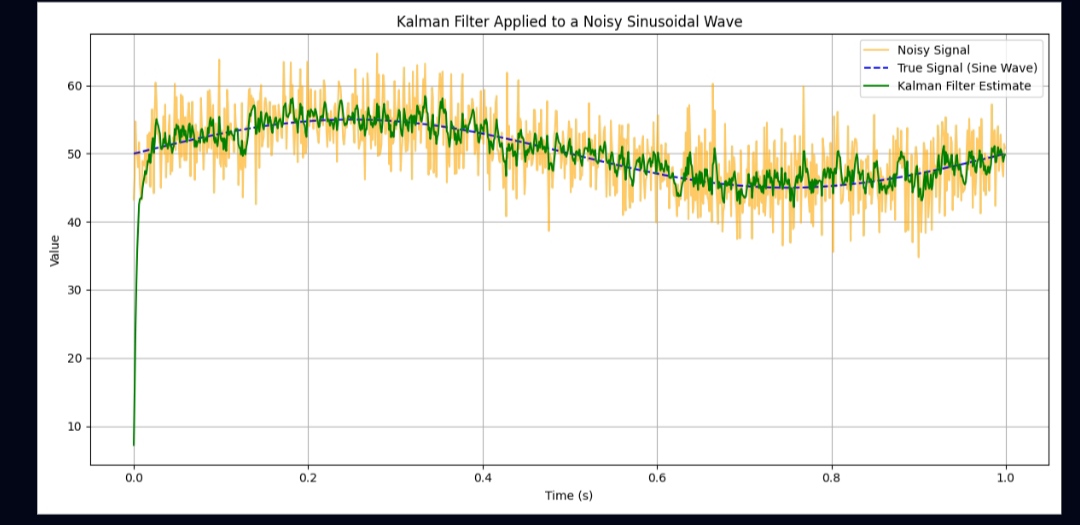 Kalman Filter Applied to a Noisy Sinusoidal Wave
Noisy Signal
True Signal (Sine Wave)
Kalman Filter Estimate
Value
60
50
40
30
20
10
0.0 0.2 0.4 0.6 0.8 1.0
Time (s)